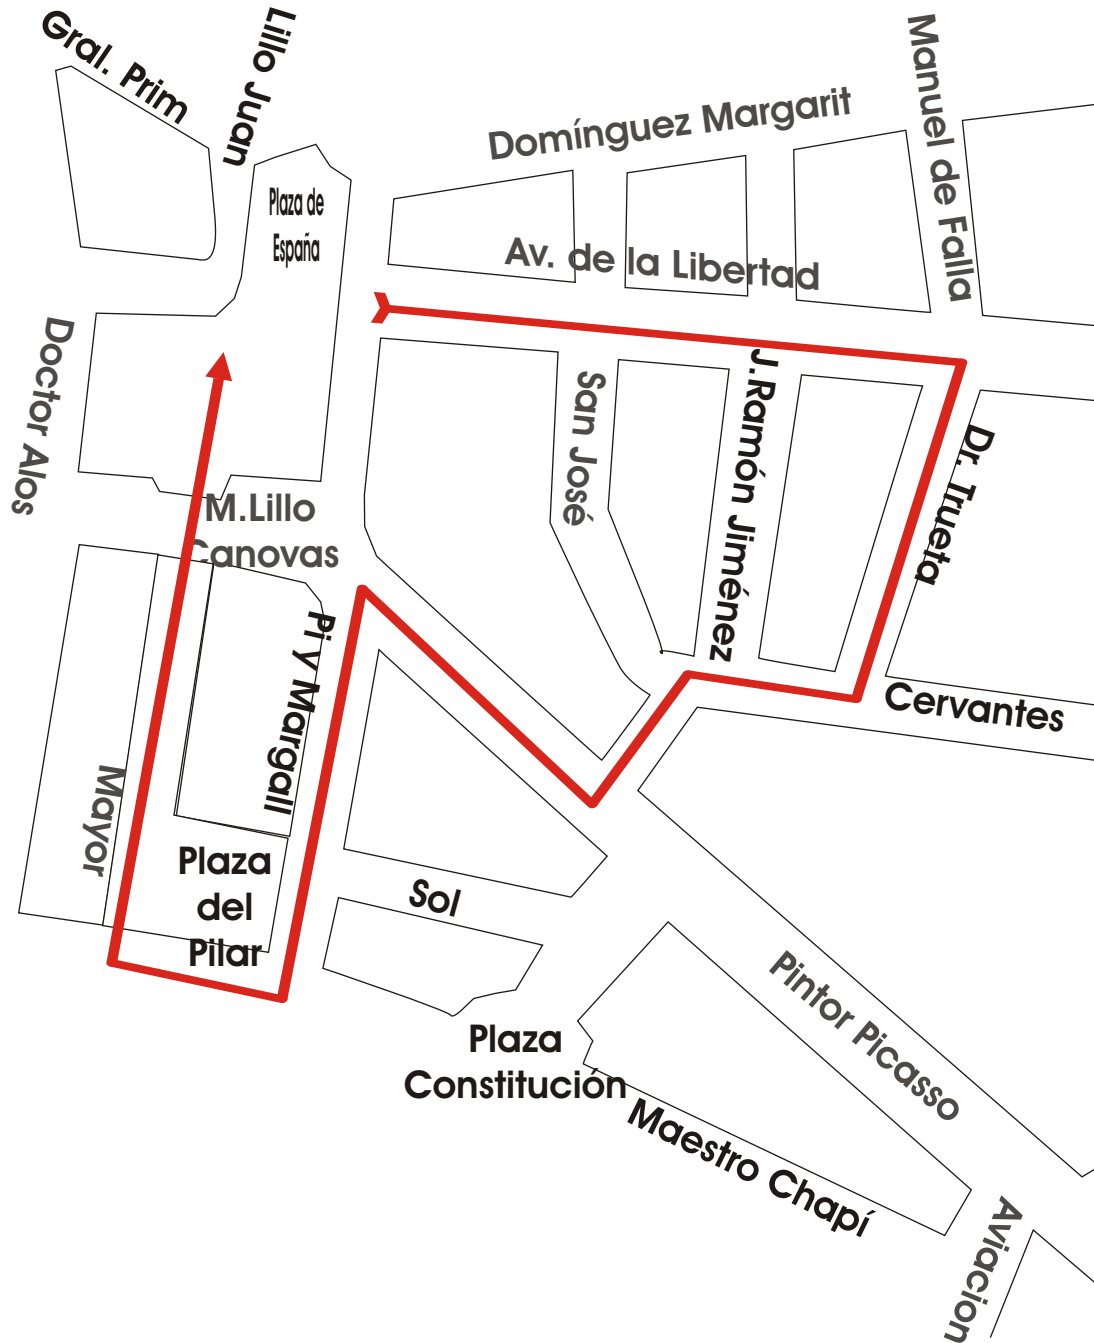 Gral. Prim
Lillo Juan
Manuel de Falla
Domínguez Margarit
Plaza de
España
Av. de la Libertad
Doctor Alos
San José
J.Ramón Jiménez
Dr. Trueta
M.Lillo
Canovas
Pi y Margall
Cervantes
Mayor
Plaza
del
Pilar
Sol
Pintor Picasso
Plaza
Constitución
Maestro Chapí
Aviacion